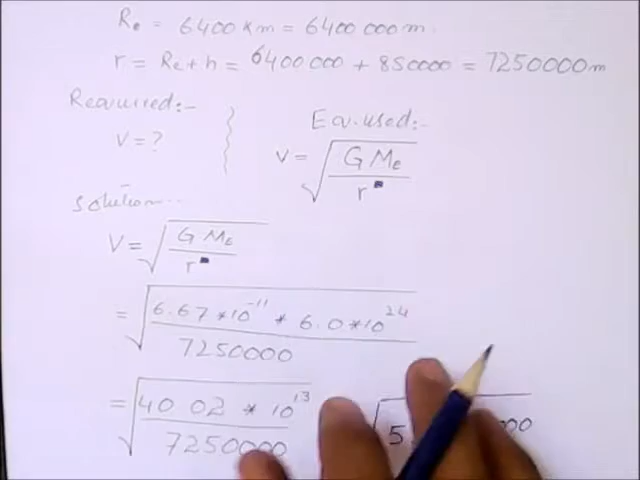 Re = 6400 km = 6400 000 m.
r = Re + h = 6400 000 + 850000 = 7250000 m
Required:-
Eq. used:-
V = ?
V = √ G Me / r
Solution..
V = √ G ME / r
= √ 6.67 * 10^-11 * 6.0 * 10^24 / 7250000
= √ 40 02 * 10^13 / 7250000